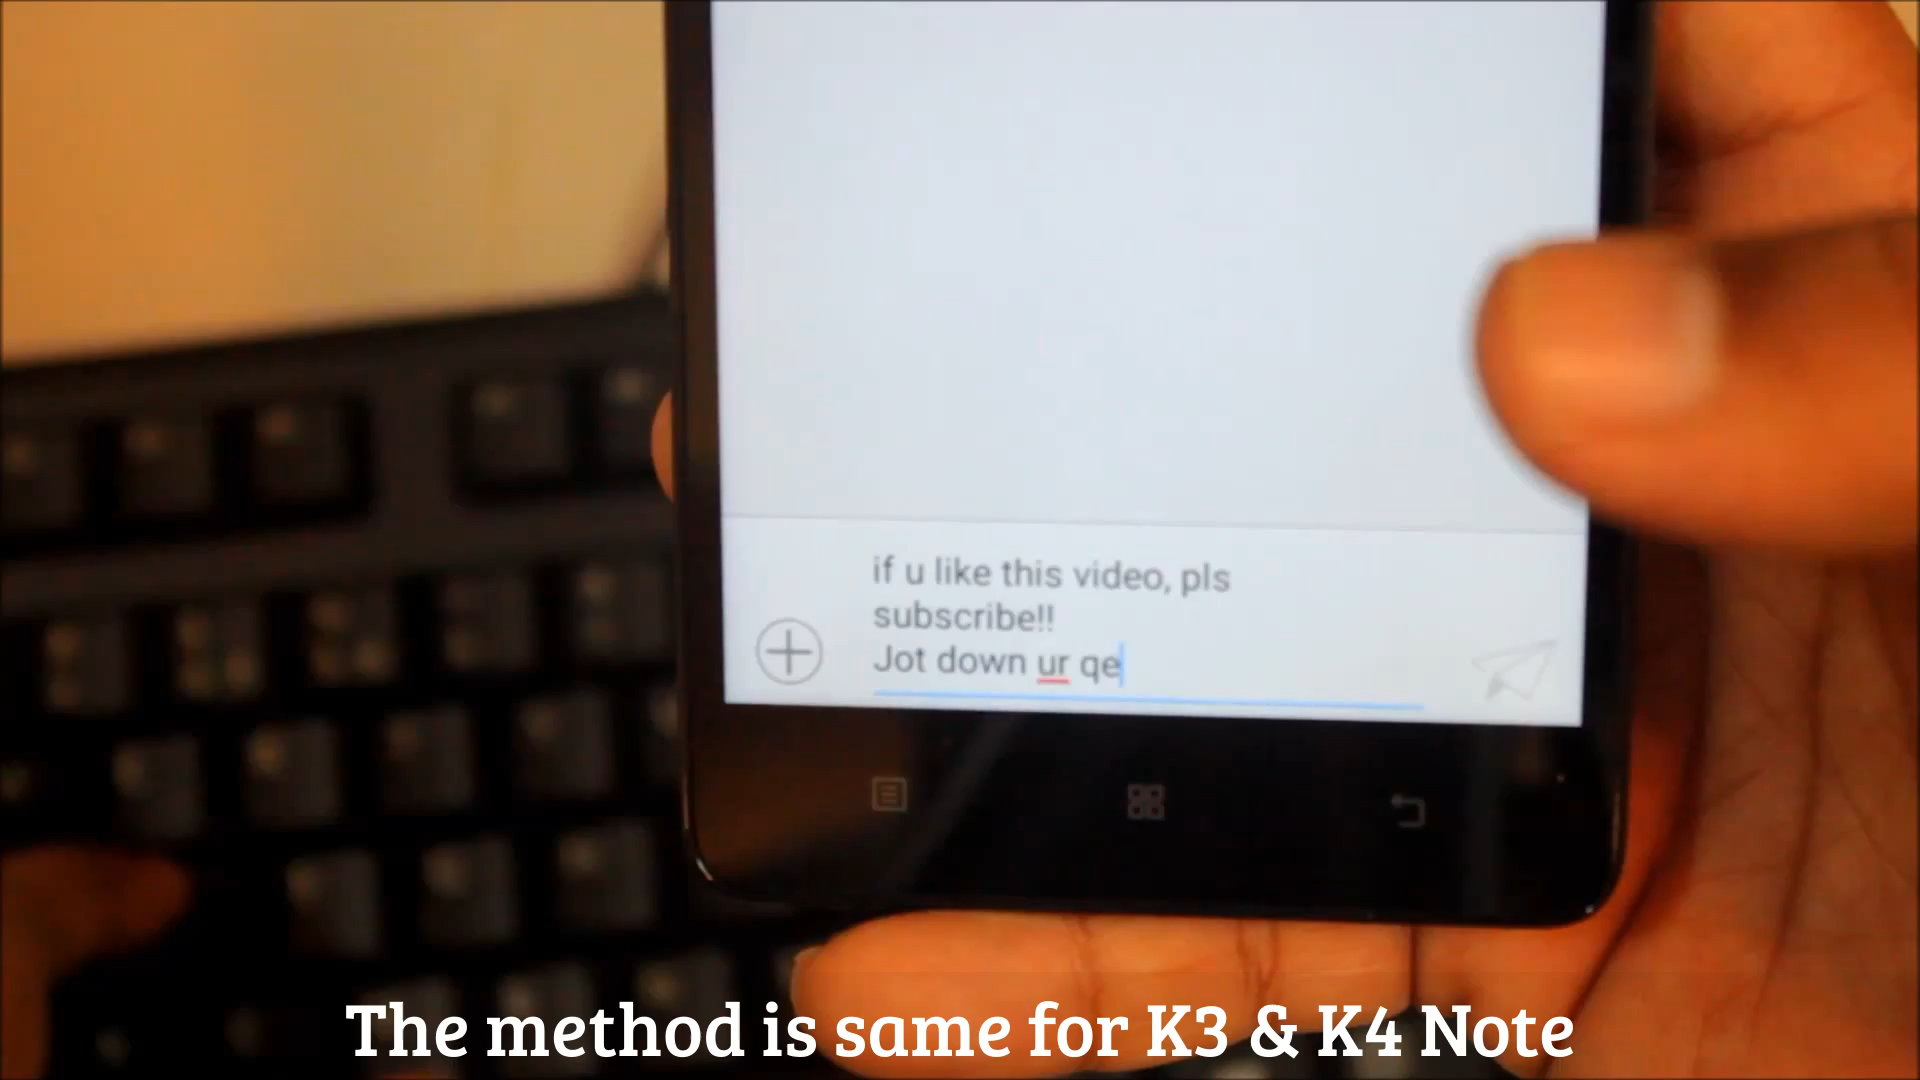 if u like this video, pls
subscribe!!
Jot down ur qe
The method is same for K3 & K4 Note